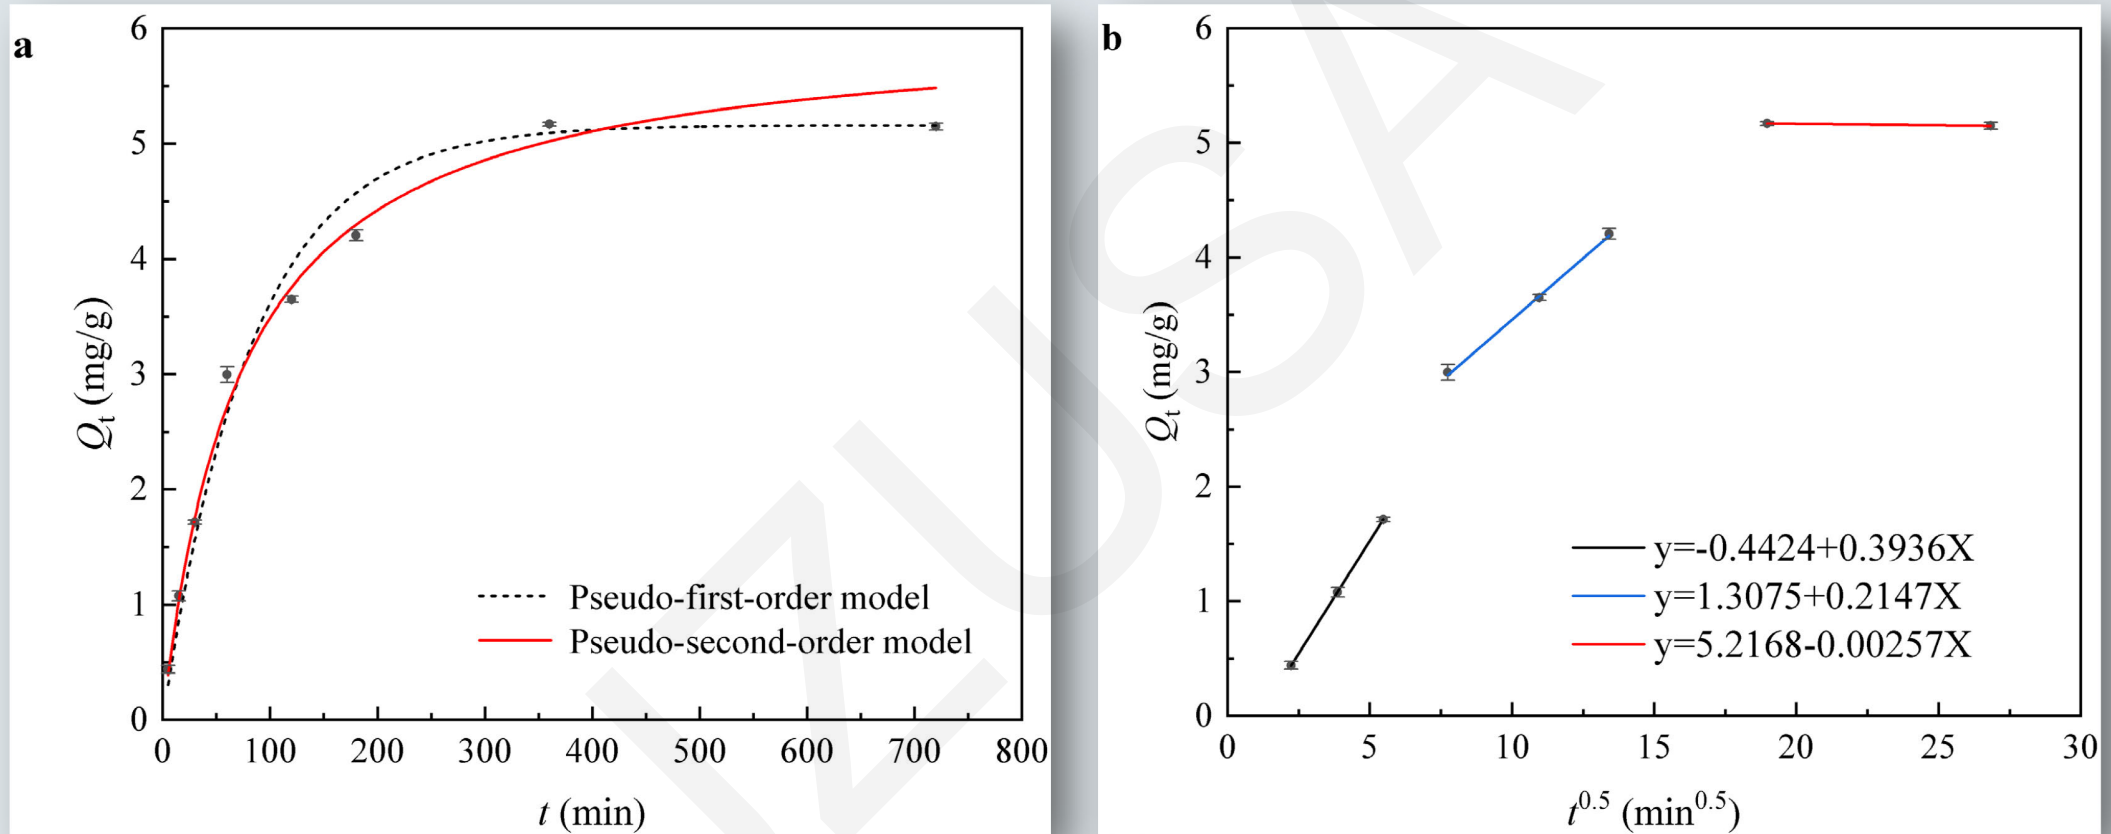 a
6
5
4
3
2
1
0
Qt (mg/g)
Pseudo-first-order model
Pseudo-second-order model
0 100 200 300 400 500 600 700 800
t (min)
b
6
5
4
3
2
1
0
Qt (mg/g)
y=-0.4424+0.3936X
y=1.3075+0.2147X
y=5.2168-0.00257X
0 5 10 15 20 25 30
t0.5 (min0.5)
IZUSA